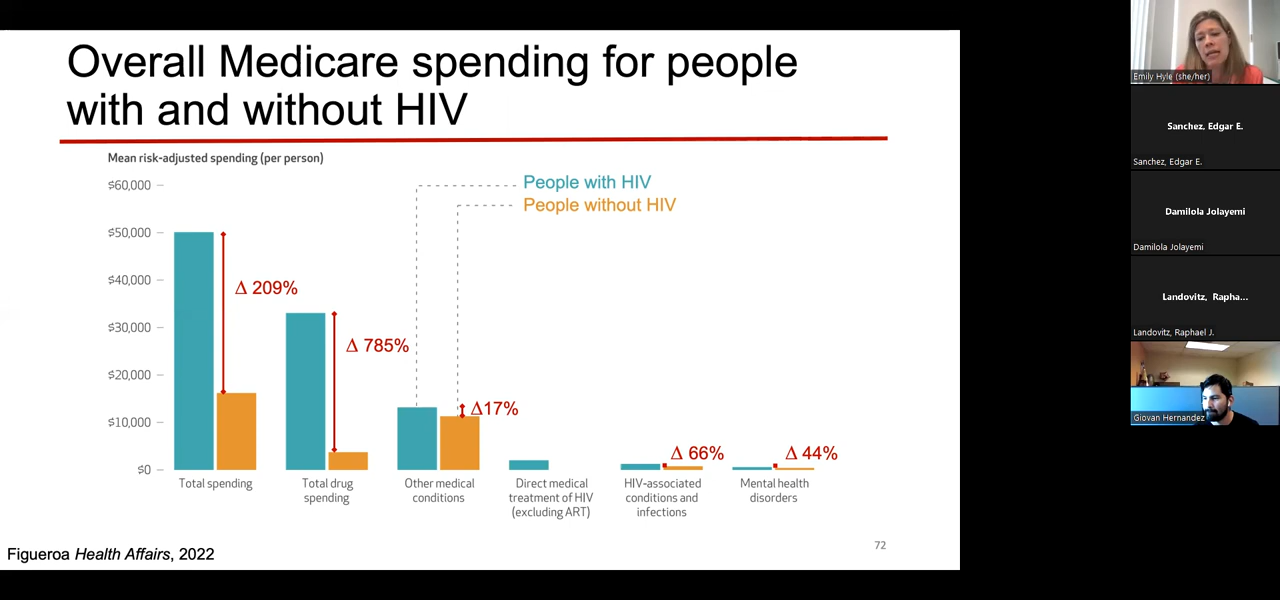 Overall Medicare spending for people
with and without HIV
Mean risk-adjusted spending (per person)
$60,000
$50,000
$40,000
$30,000
$20,000
$10,000
$0
People with HIV
People without HIV
Δ 209%
Δ 785%
Δ17%
Δ 66%
Δ 44%
Total spending
Total drug
spending
Other medical
conditions
Direct medical
treatment of HIV
(excluding ART)
HIV-associated
conditions and
infections
Mental health
disorders
72
Figueroa Health Affairs, 2022
Emily Hyle (she/her)
Sanchez, Edgar E.
Sanchez, Edgar E.
Damilola Jolayemi
Damilola Jolayemi
Landovitz, Rapha...
Landovitz, Raphael J.
Giovan Hernandez